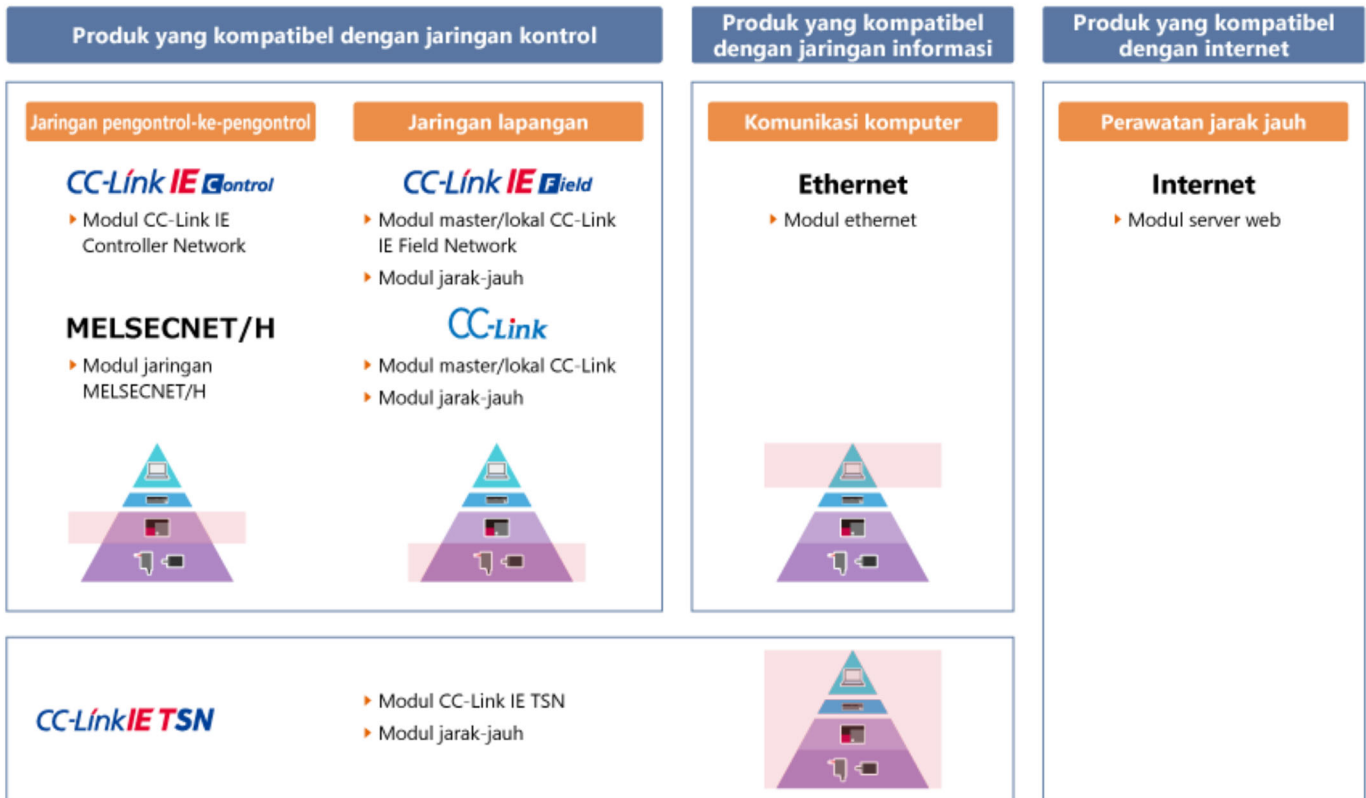 Produk yang kompatibel dengan jaringan kontrol
Produk yang kompatibel
dengan jaringan informasi
Produk yang kompatibel
dengan internet
Jaringan pengontrol-ke-pengontrol
Jaringan lapangan
Komunikasi komputer
Perawatan jarak jauh
CC-Link IE Control
Modul CC-Link IE
Controller Network
CC-Link IE Field
Modul master/lokal CC-Link
IE Field Network
Modul jarak-jauh
Ethernet
Modul ethernet
Internet
Modul server web
MELSECNET/H
Modul jaringan
MELSECNET/H
CC-Link
Modul master/lokal CC-Link
Modul jarak-jauh
CC-Link IE TSN
Modul CC-Link IE TSN
Modul jarak-jauh